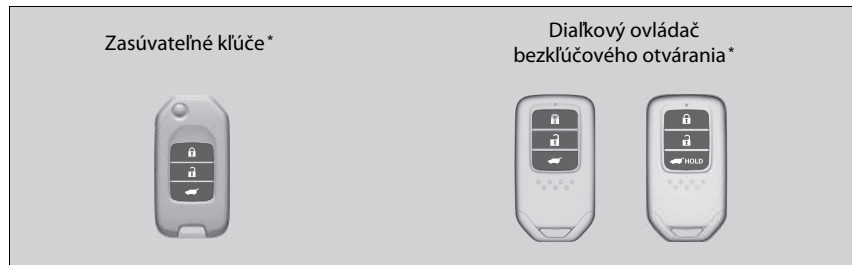 Zasúvateľné kľúče*
Diaľkový ovládač
bezkľúčového otvárania*
HOLD